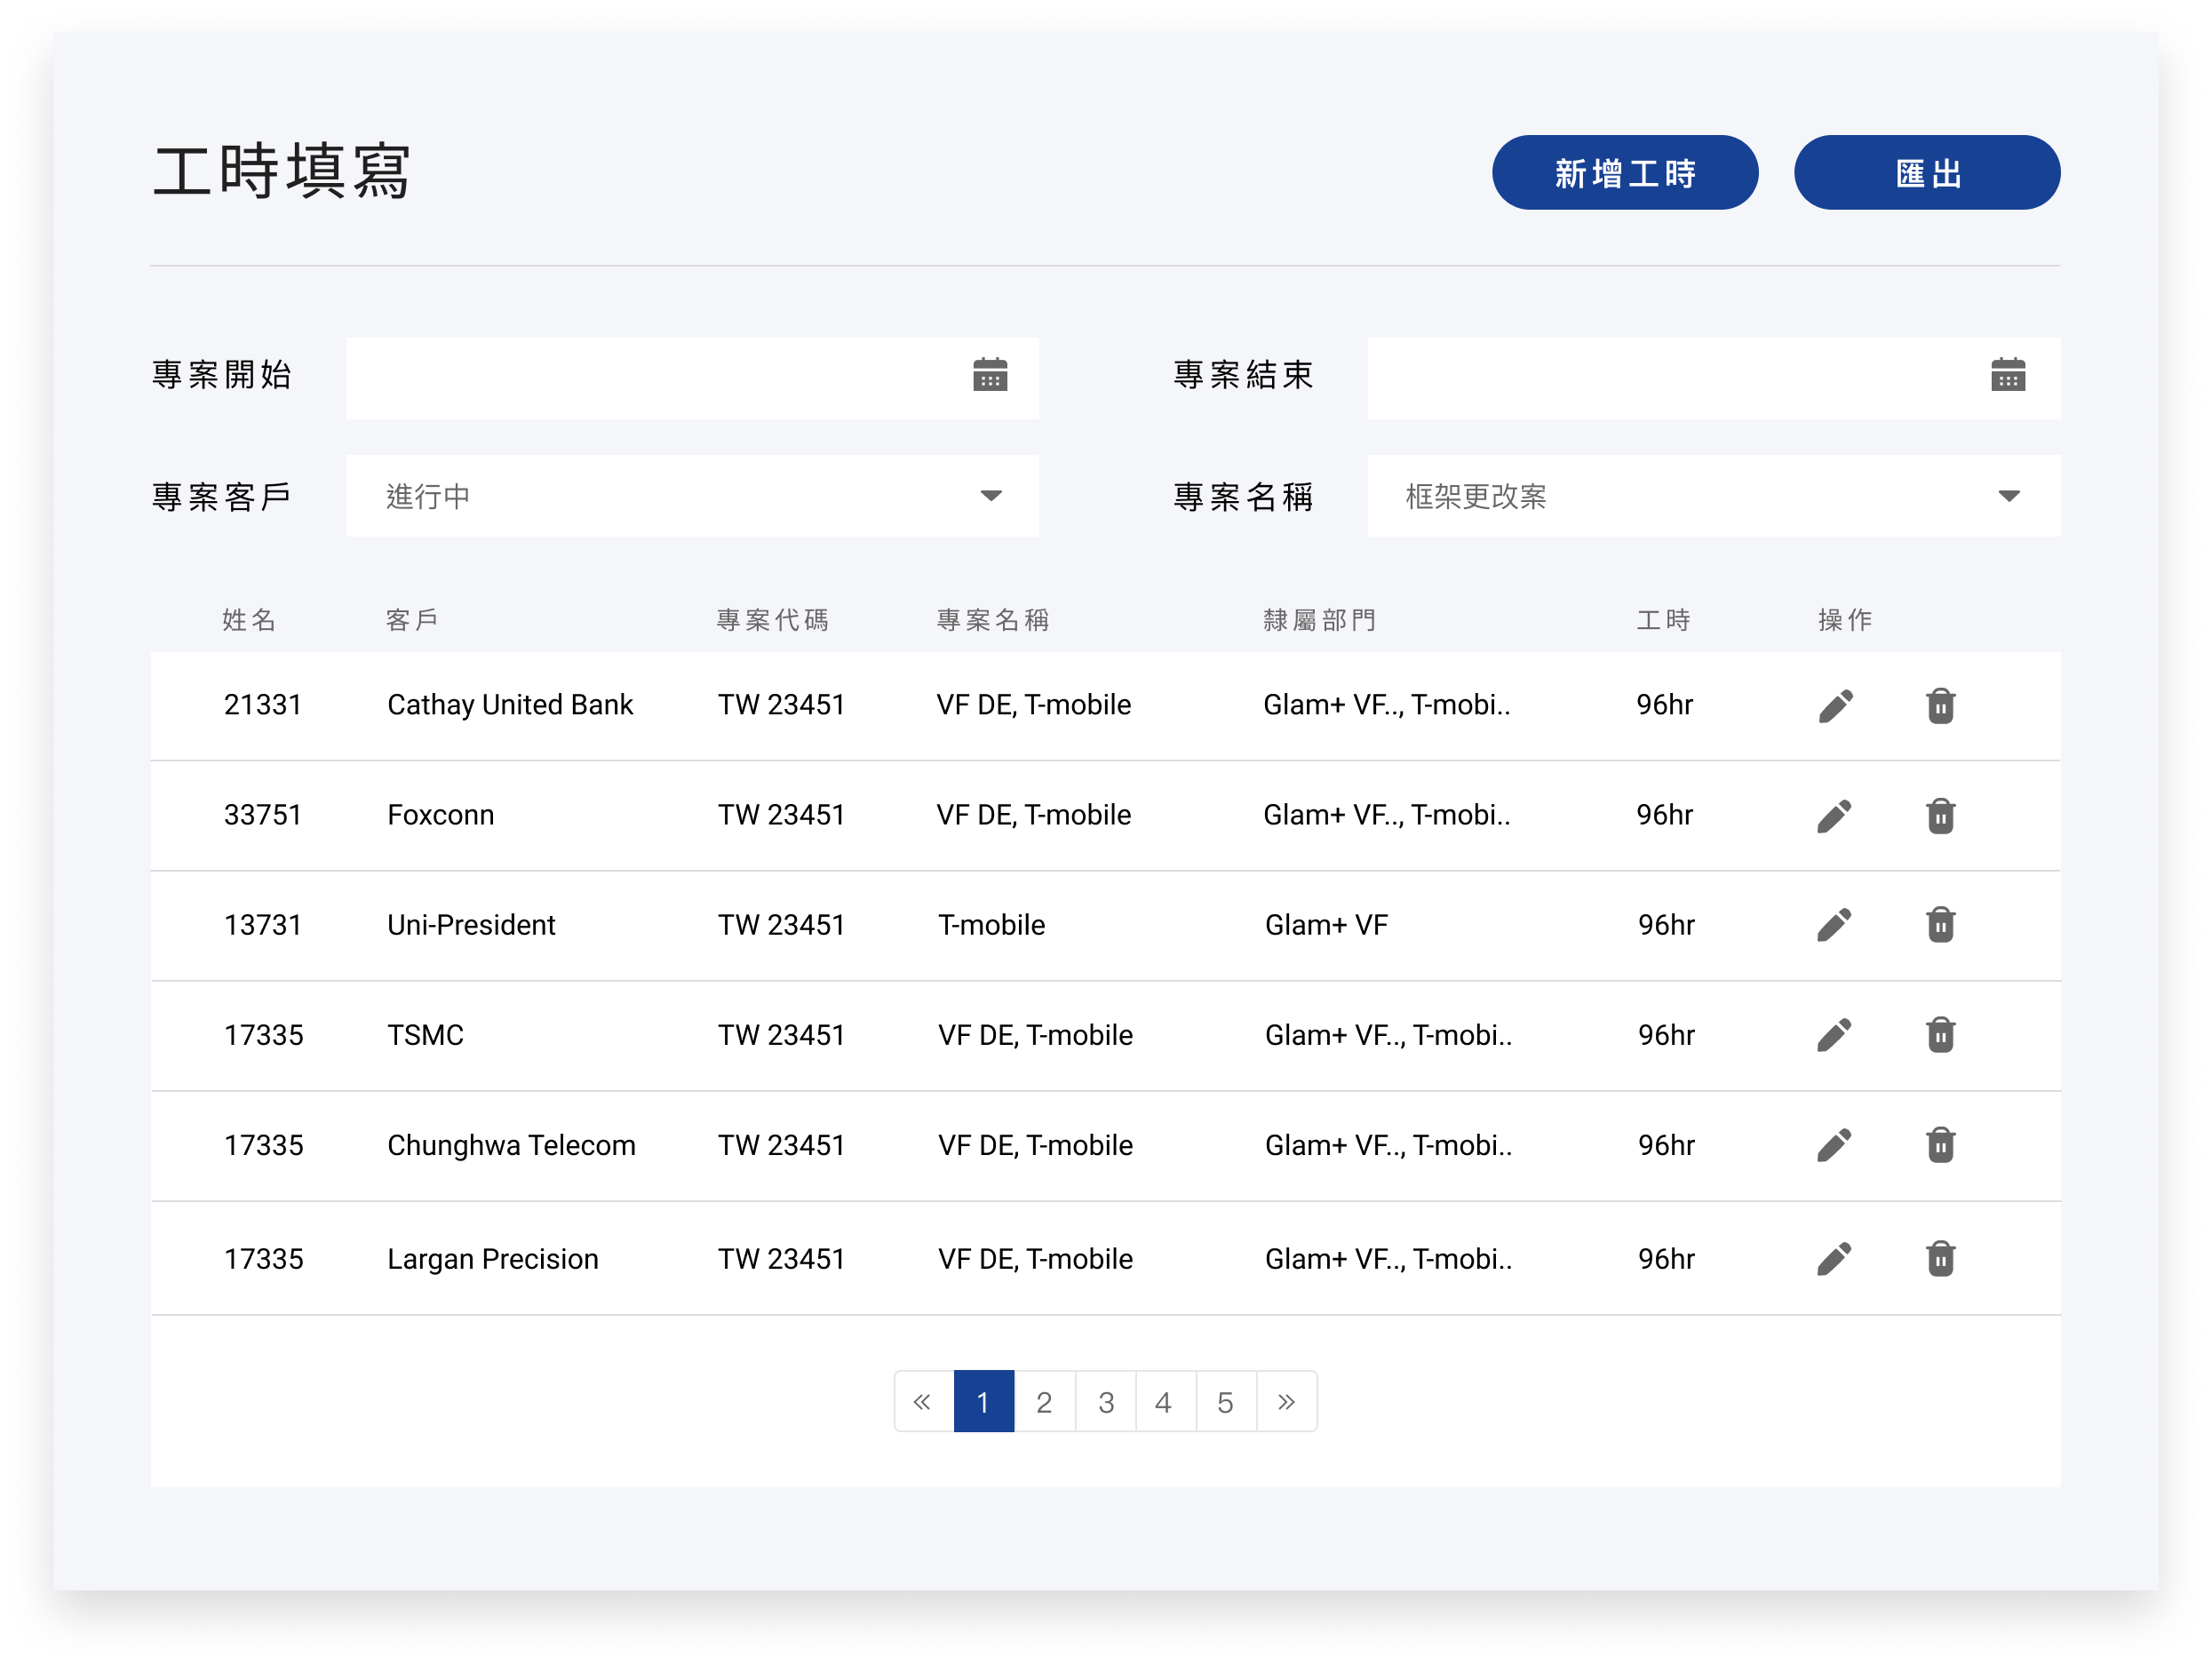 工時填寫
新增工時
匯出
專案開始
專案結束
專案客戶 進行中
專案名稱 框架更改案
姓名 客戶 專案代碼 專案名稱 隸屬部門 工時 操作
21331 Cathay United Bank TW 23451 VF DE, T-mobile Glam+ VF.., T-mobi.. 96hr
33751 Foxconn TW 23451 VF DE, T-mobile Glam+ VF.., T-mobi.. 96hr
13731 Uni-President TW 23451 T-mobile Glam+ VF 96hr
17335 TSMC TW 23451 VF DE, T-mobile Glam+ VF.., T-mobi.. 96hr
17335 Chunghwa Telecom TW 23451 VF DE, T-mobile Glam+ VF.., T-mobi.. 96hr
17335 Largan Precision TW 23451 VF DE, T-mobile Glam+ VF.., T-mobi.. 96hr
« 1 2 3 4 5 »